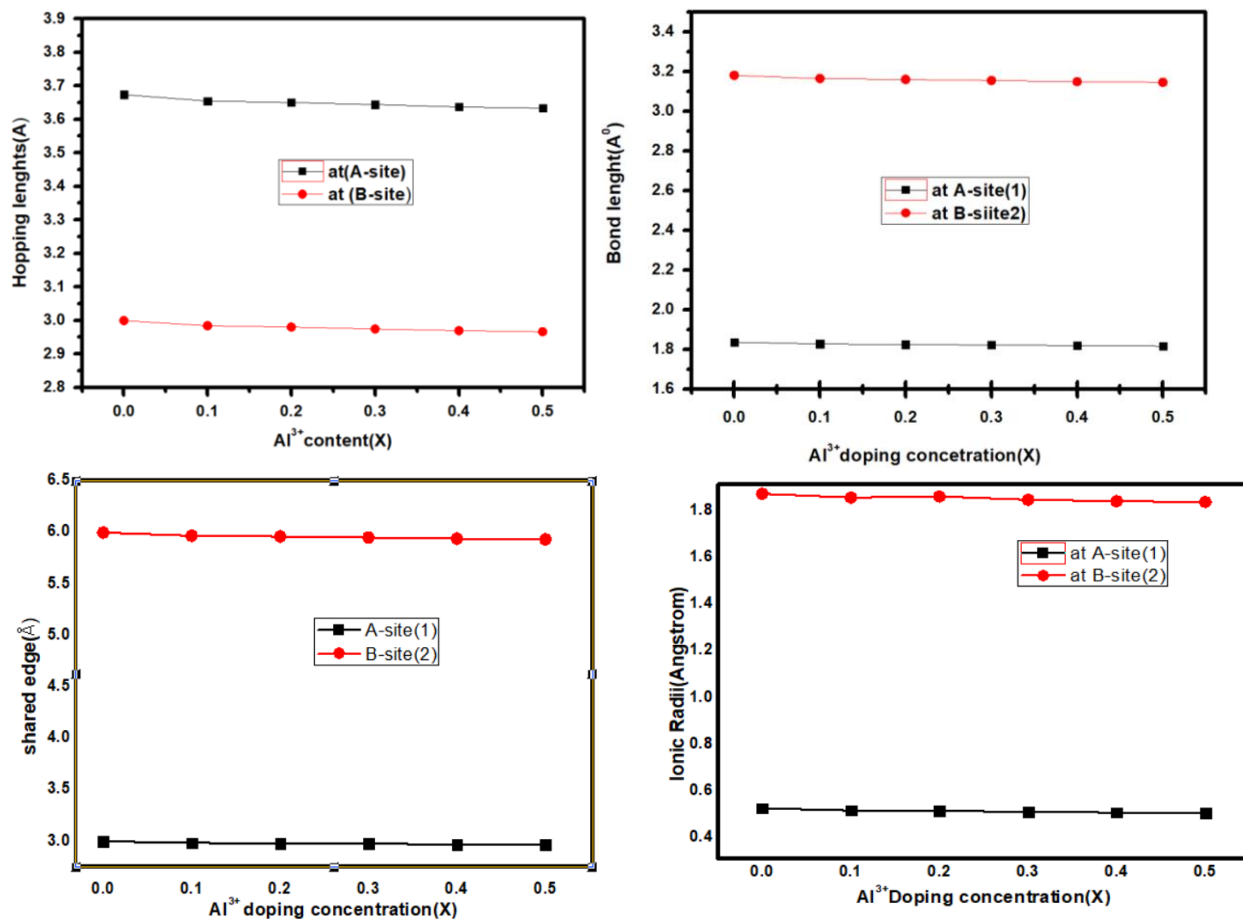 Hopping lenghts(A)
3.9
3.8
3.7
3.6
3.5
3.4
3.3
3.2
3.1
3.0
2.9
2.8
at(A-site)
at (B-site)
0.0 0.1 0.2 0.3 0.4 0.5
Al³⁺content(X)
Bond lenght(A⁰)
3.4
3.2
3.0
2.8
2.6
2.4
2.2
2.0
1.8
1.6
at A-site(1)
at B-siite2)
0.0 0.1 0.2 0.3 0.4 0.5
Al³⁺doping concetration(X)
shared edge(Å)
6.5
6.0
5.5
5.0
4.5
4.0
3.5
3.0
A-site(1)
B-site(2)
0.0 0.1 0.2 0.3 0.4 0.5
Al³⁺ doping concentration(X)
Ionic Radii(Angstrom)
1.8
1.6
1.4
1.2
1.0
0.8
0.6
0.4
at A-site(1)
at B-site(2)
0.0 0.1 0.2 0.3 0.4 0.5
Al³⁺Doping concentration(X)